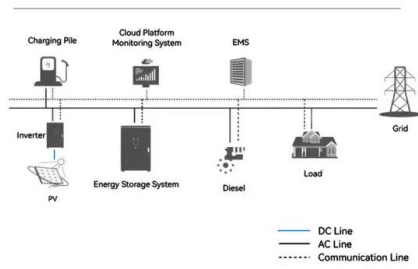 Charging Pile
Cloud Platform
Monitoring System
EMS
Grid
Inverter
PV
Energy Storage System
Diesel
Load
DC Line
AC Line
Communication Line